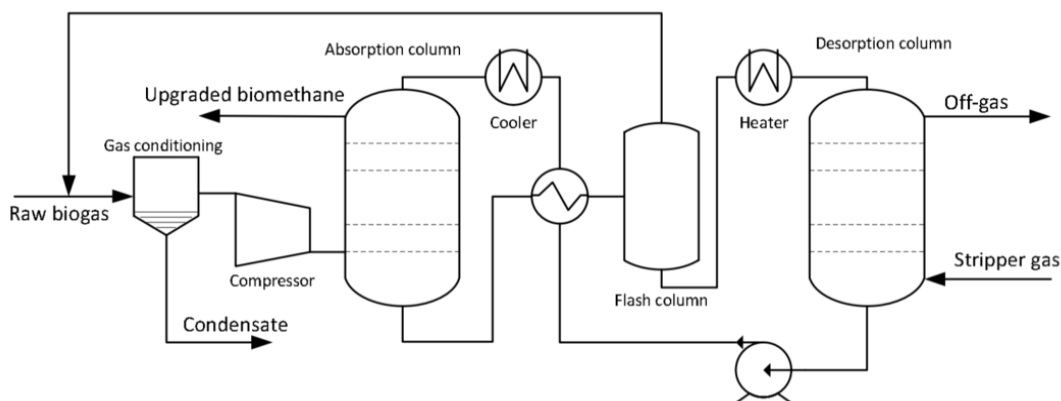 Absorption column
Desorption column
Upgraded biomethane
Off-gas
Cooler
Heater
Gas conditioning
Raw biogas
Stripper gas
Compressor
Flash column
Condensate